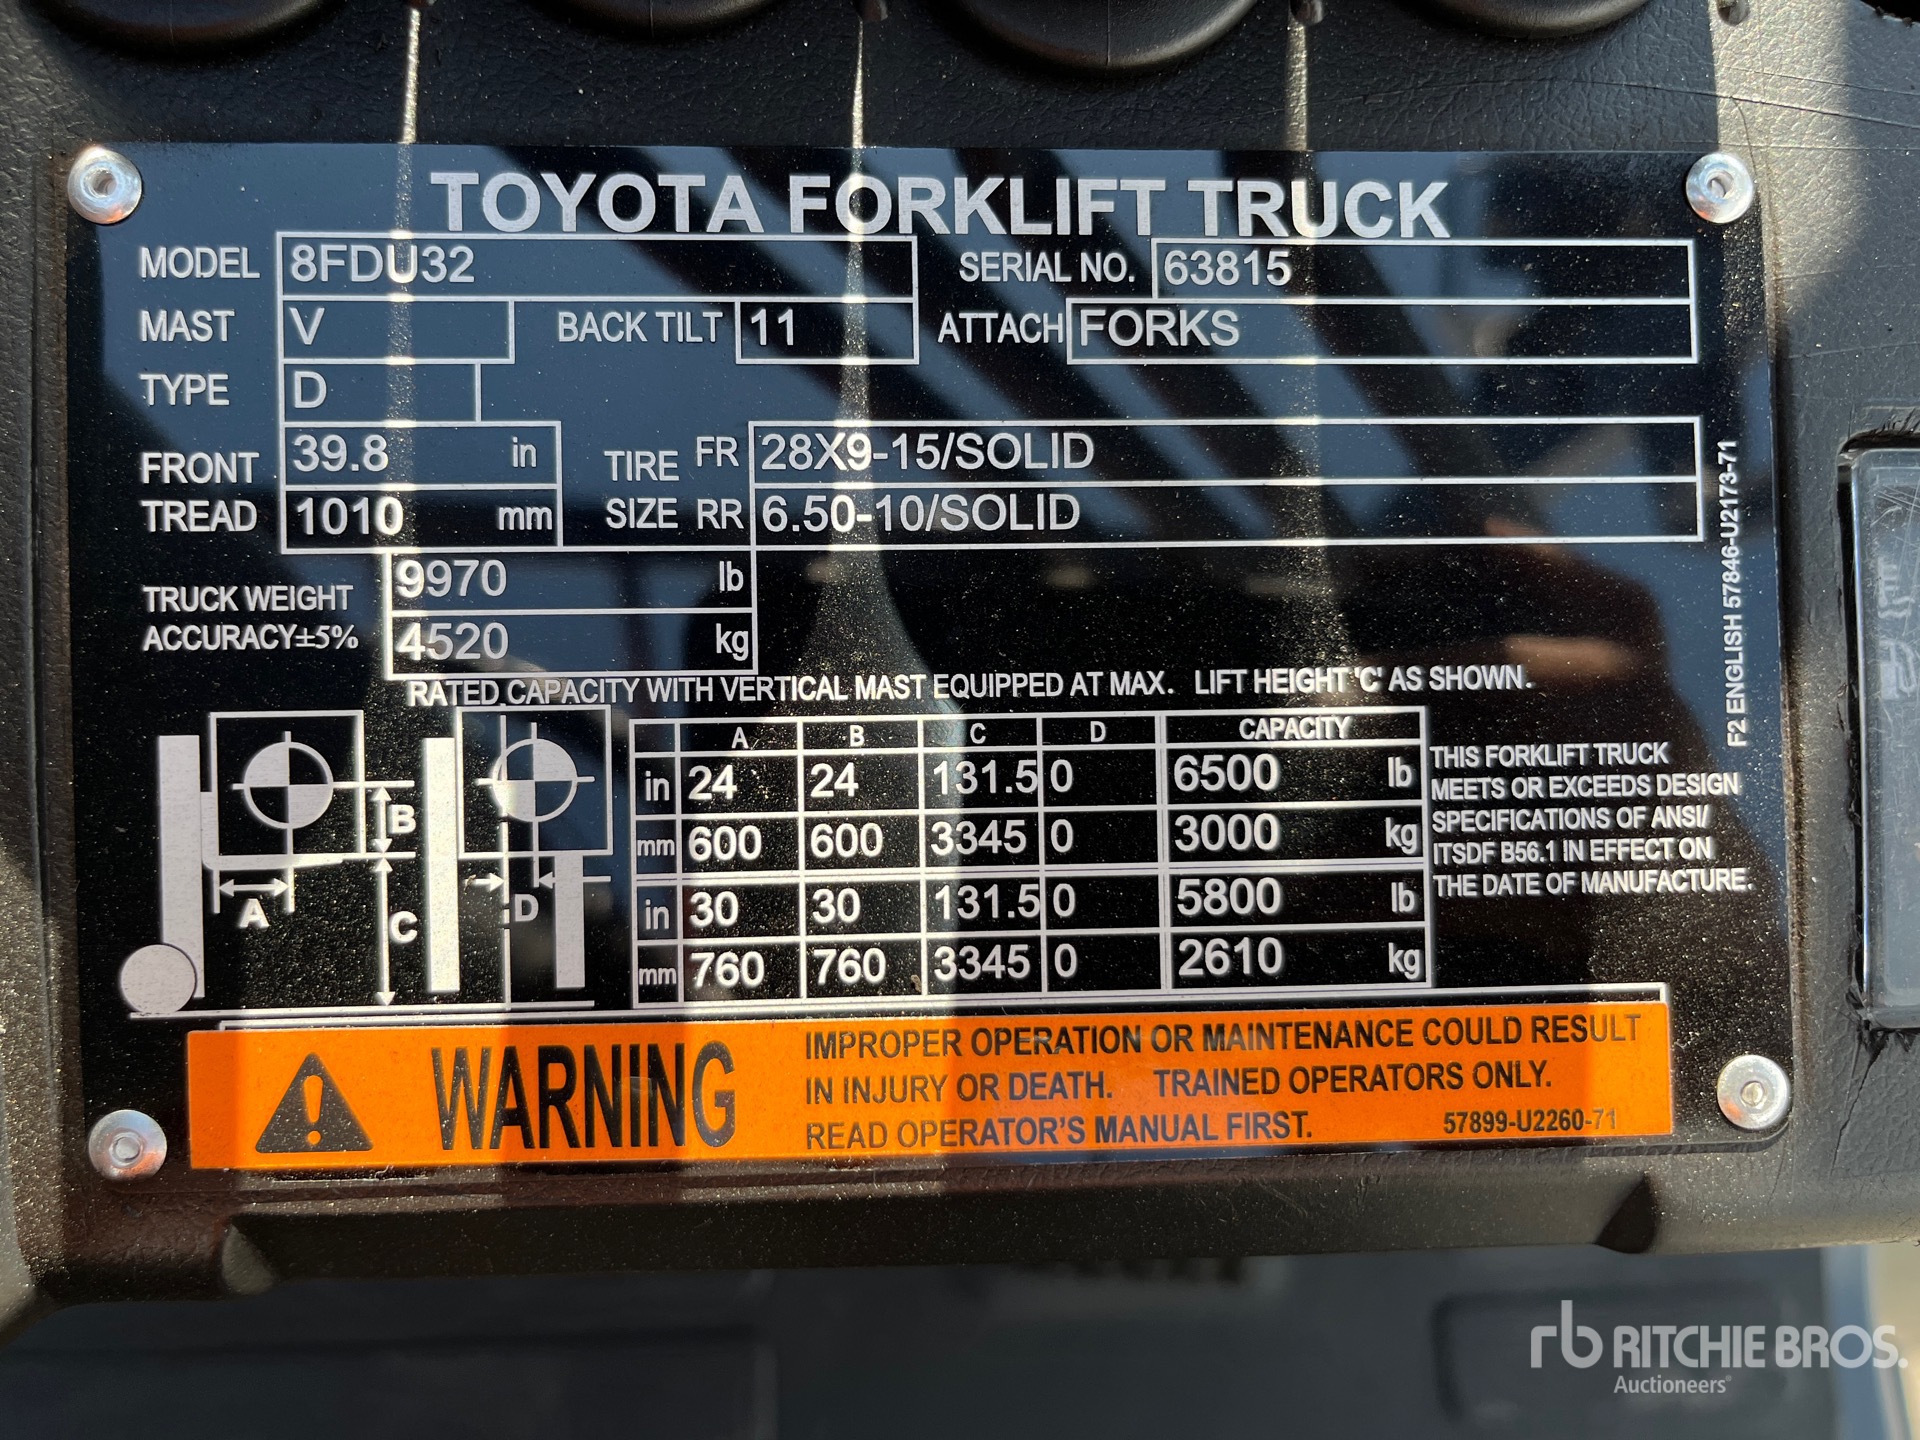 TOYOTA FORKLIFT TRUCK
MODEL 8FDU32 SERIAL NO. 63815
MAST V BACK TILT 11 ATTACH FORKS
TYPE D
FRONT TREAD 39.8 in TIRE SIZE FR 28X9-15/SOLID
1010 mm RR 6.50-10/SOLID
TRUCK WEIGHT 9970 lb
ACCURACY±5% 4520 kg
RATED CAPACITY WITH VERTICAL MAST EQUIPPED AT MAX. LIFT HEIGHT 'C' AS SHOWN.
A B C D CAPACITY
in 24 24 131.5 0 6500 lb
mm 600 600 3345 0 3000 kg
in 30 30 131.5 0 5800 lb
mm 760 760 3345 0 2610 kg
B
A
C
D
THIS FORKLIFT TRUCK
MEETS OR EXCEEDS DESIGN
SPECIFICATIONS OF ANSI/
ITSDF B56.1 IN EFFECT ON
THE DATE OF MANUFACTURE.
F2 ENGLISH 57846-U2173-71
WARNING
IMPROPER OPERATION OR MAINTENANCE COULD RESULT
IN INJURY OR DEATH. TRAINED OPERATORS ONLY.
READ OPERATOR'S MANUAL FIRST. 57899-U2260-71
rb RITCHIE BROS.
Auctioneers